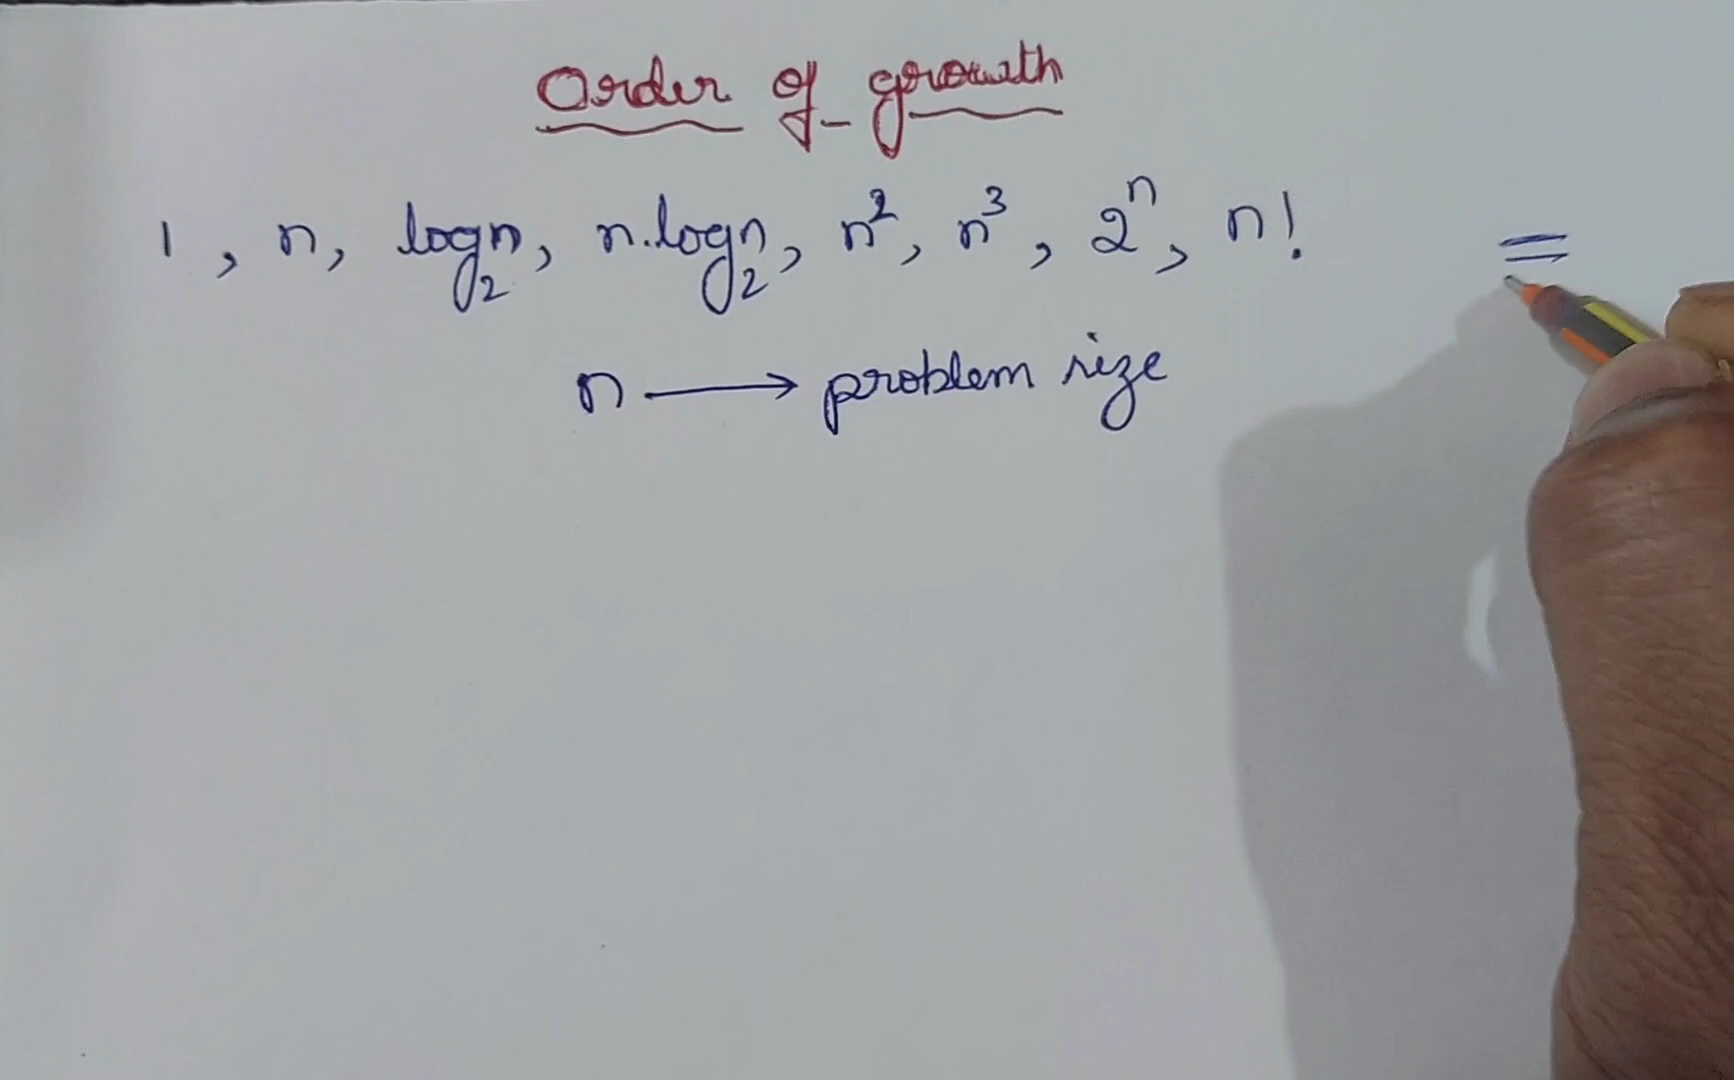 Order of growth
1, n, log₂n, n.log₂n, n², n³, 2ⁿ, n! =
n → problem size